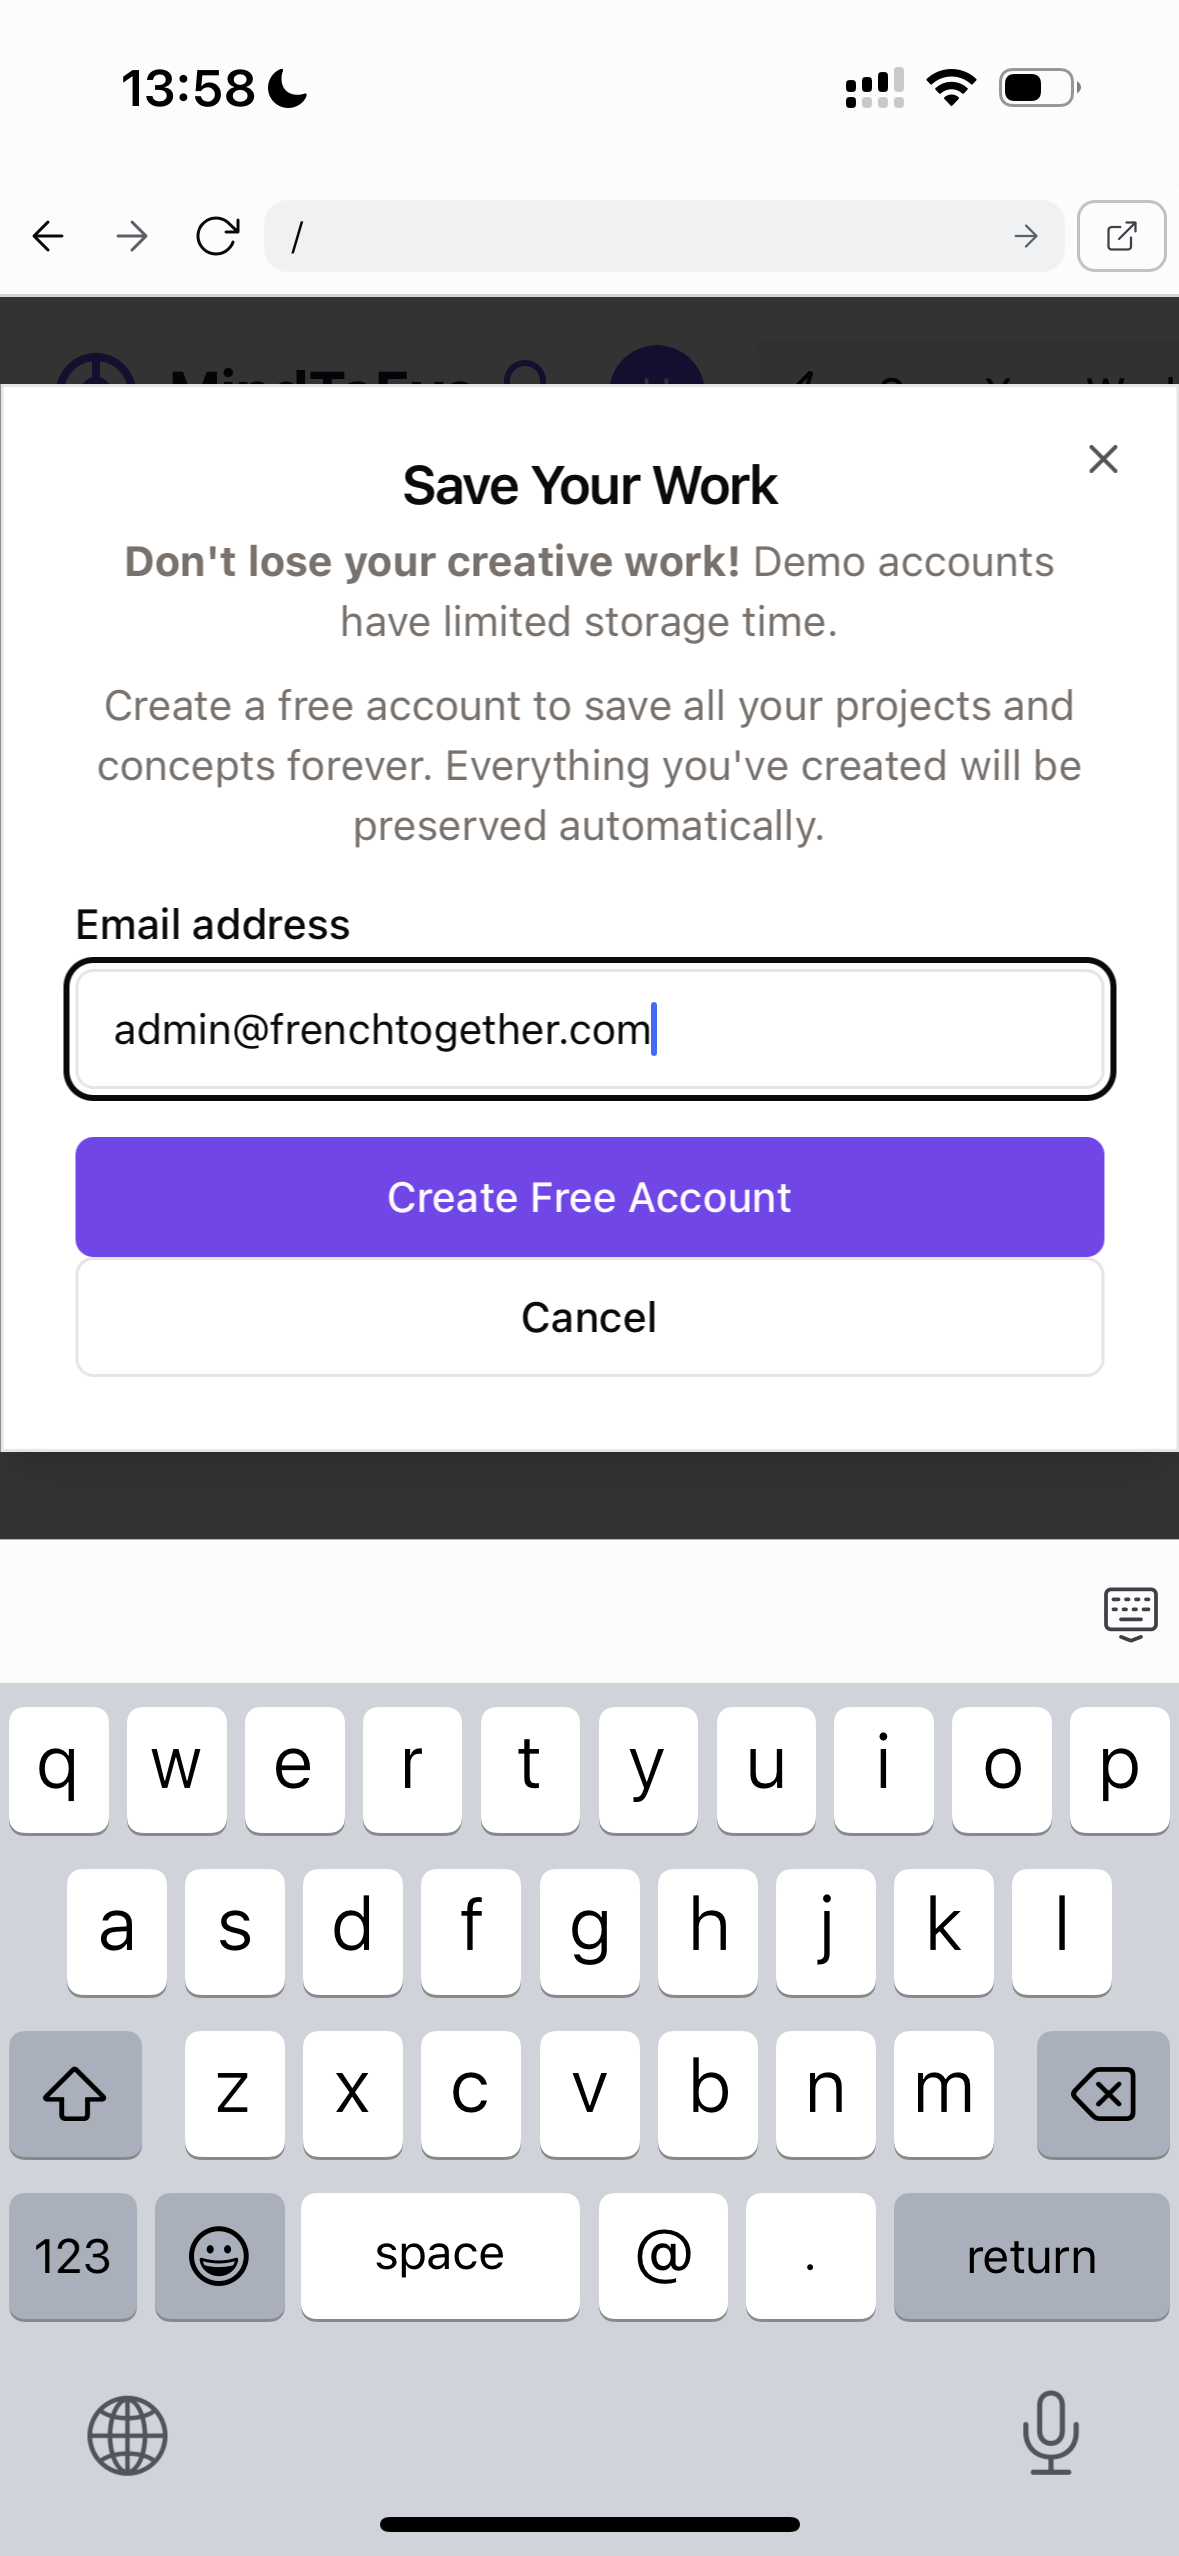 13:58
/
Save Your Work
Don't lose your creative work! Demo accounts
have limited storage time.
Create a free account to save all your projects and
concepts forever. Everything you've created will be
preserved automatically.
Email address
admin@frenchtogether.com
Create Free Account
Cancel
q w e r t y u i o p
a s d f g h j k l
z x c v b n m
123 space @ . return